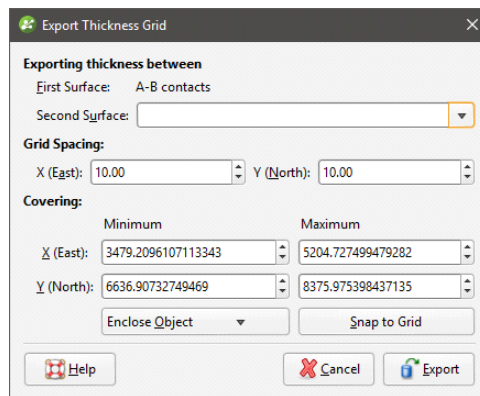 Export Thickness Grid
Exporting thickness between
First Surface: A-B contacts
Second Surface:
Grid Spacing:
X (East): 10.00 Y (North): 10.00
Covering:
Minimum Maximum
X (East): 3479.2096107113343 5204.727499479282
Y (North): 6636.90732749469 8375.975398437135
Enclose Object Snap to Grid
Help Cancel Export